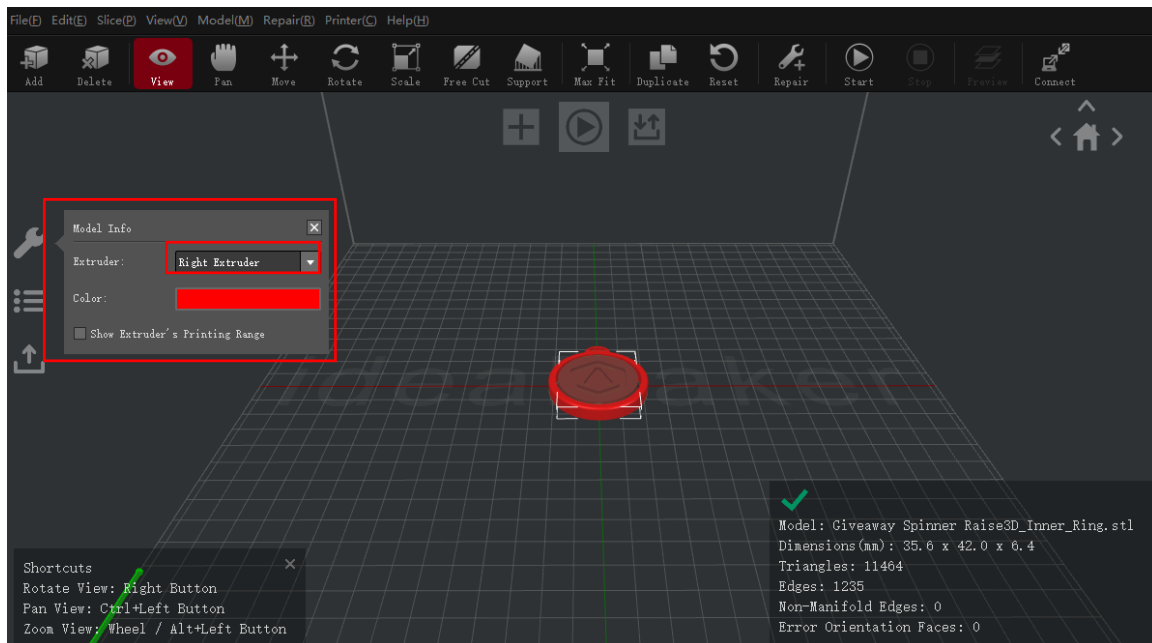 File(F) Edit(E) Slice(P) View(V) Model(M) Repair(R) Printer(C) Help(H)
Add Delete View Pan Move Rotate Scale Free Cut Support Max Fit Duplicate Reset Repair Start Stop Preview Connect
Model Info
Extruder: Right Extruder
Color:
Show Extruder's Printing Range
ideaMaker
Model: Giveaway Spinner Raise3D_Inner_Ring.stl
Dimensions(mm): 35.6 x 42.0 x 6.4
Triangles: 11464
Edges: 1235
Non-Manifold Edges: 0
Error Orientation Faces: 0
Shortcuts
Rotate View: Right Button
Pan View: Ctrl+Left Button
Zoom View: Wheel / Alt+Left Button